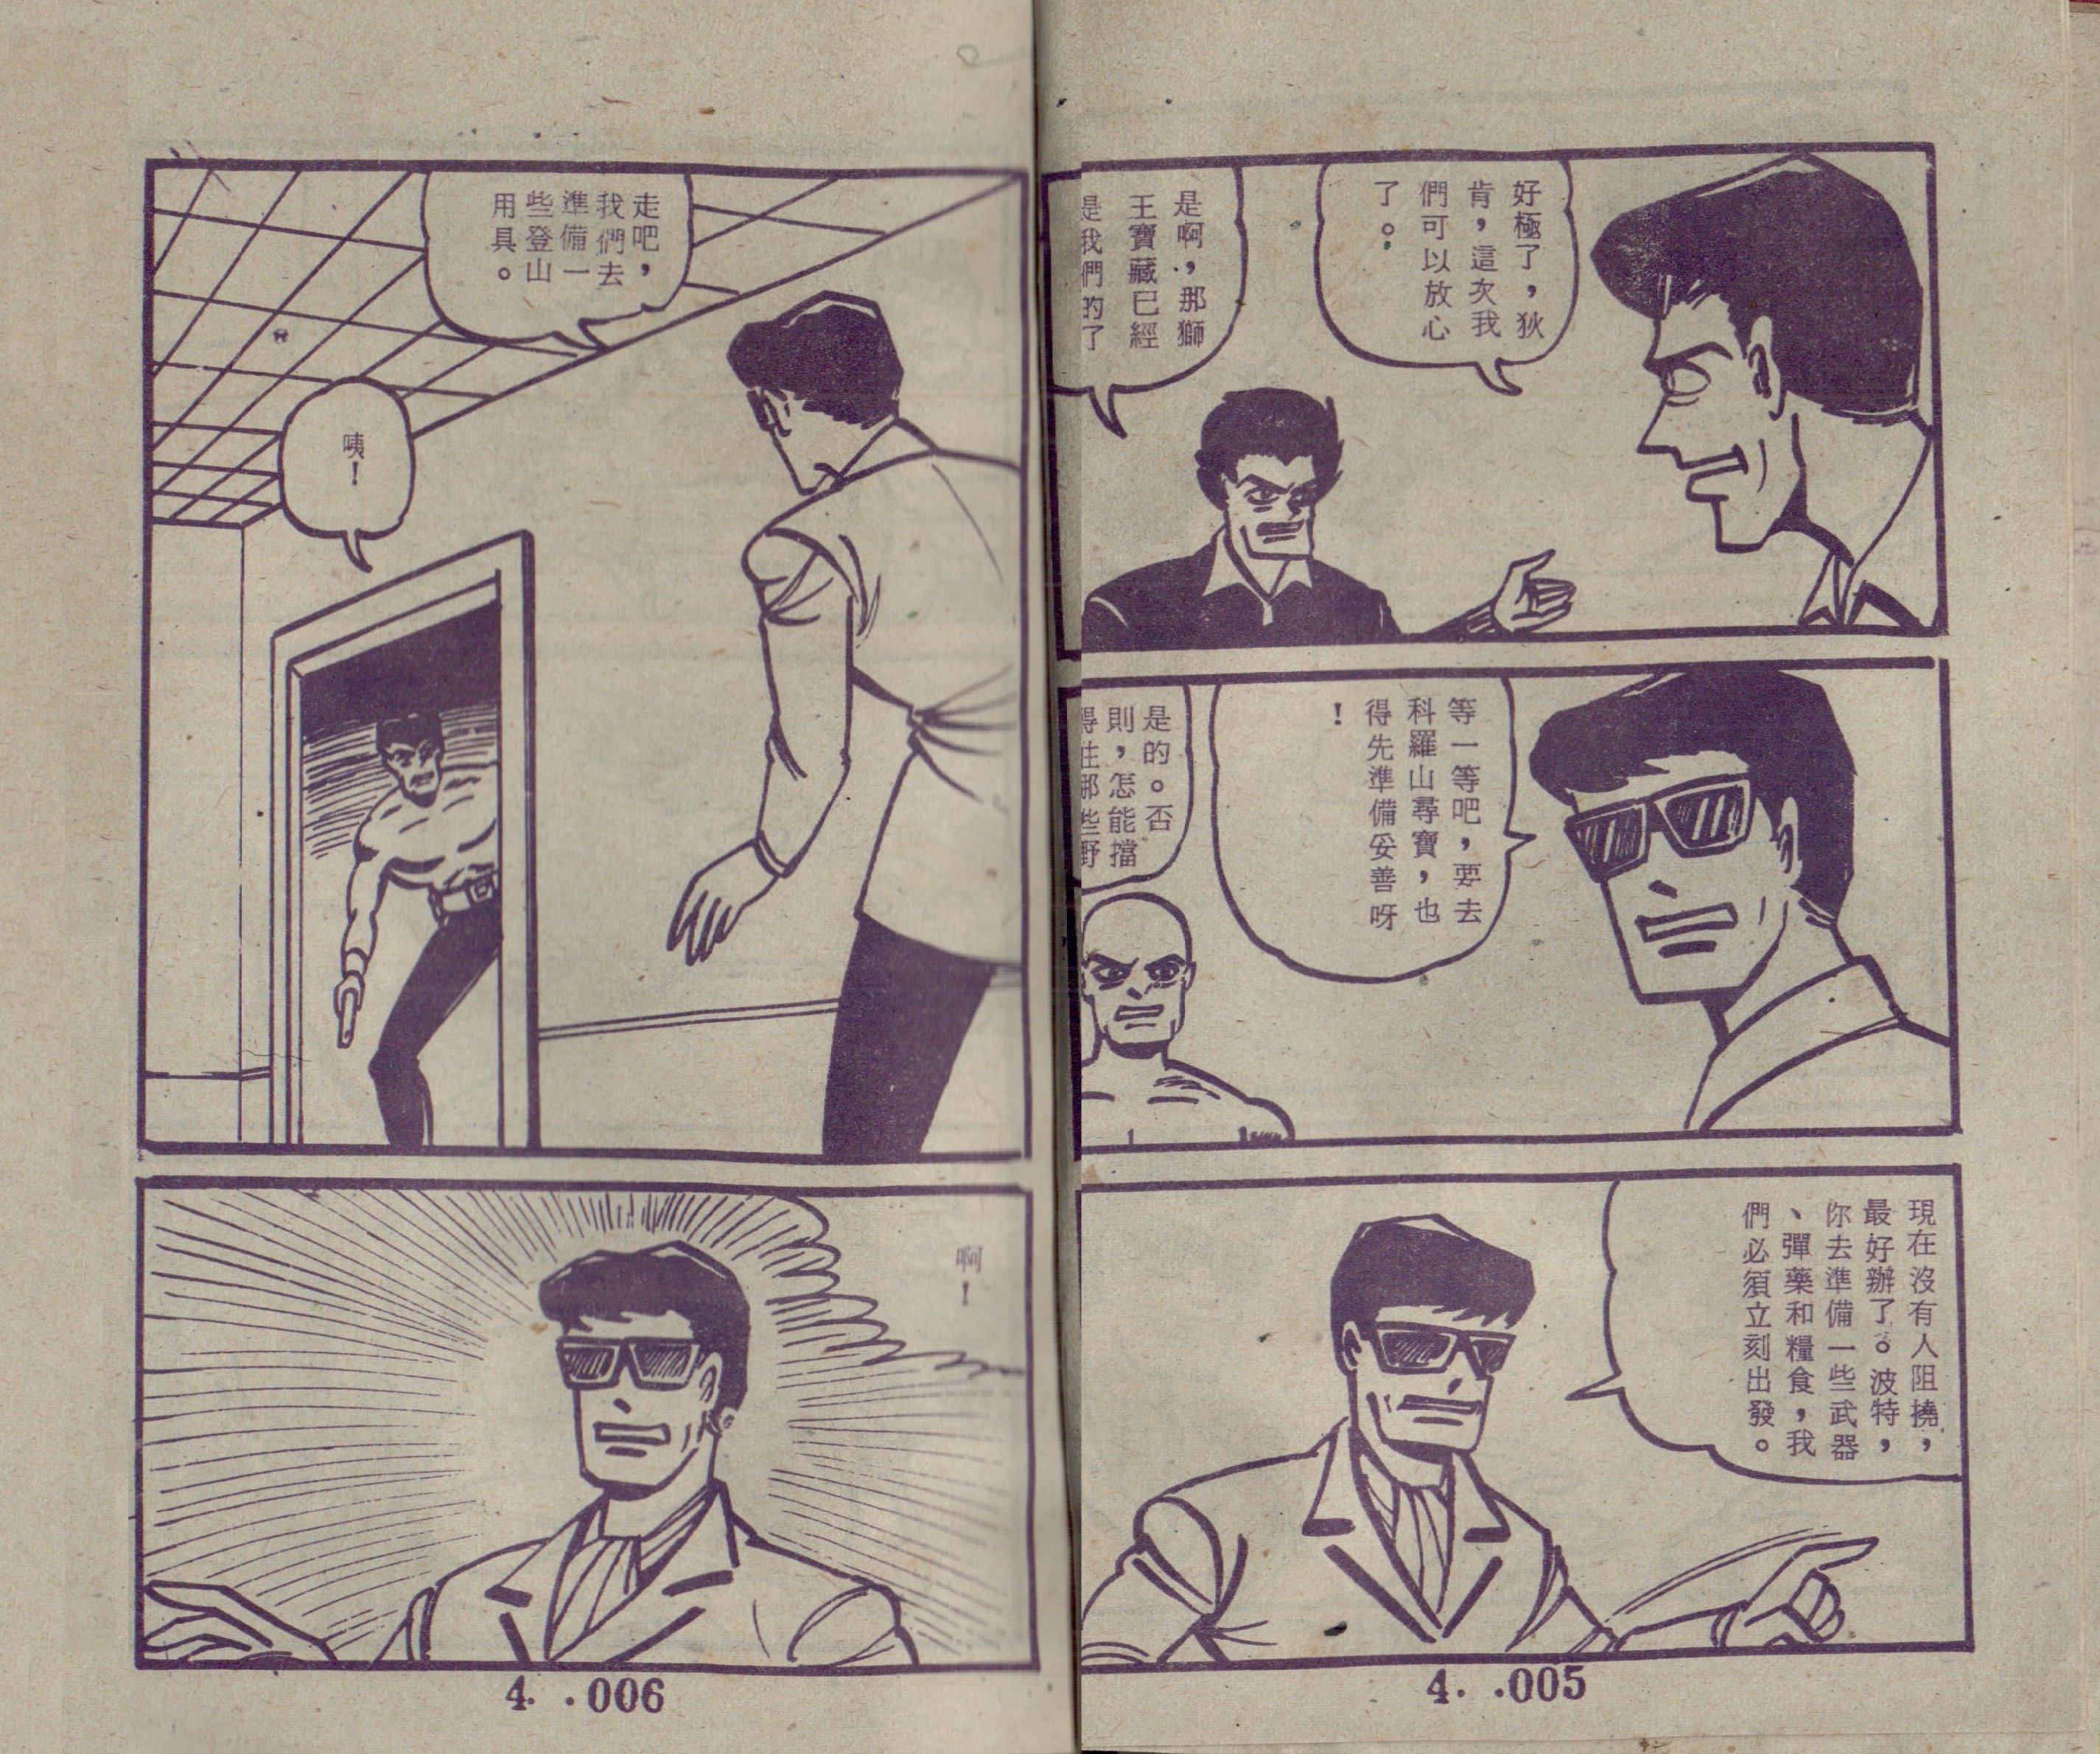 好極了,狄
肯,這次我
們可以放心
了。
是啊,那獅
王寶藏已經
是我們的了
等一等吧,要去
科羅山尋寶,也
得先準備妥善呀
!
是的。否
則,怎能擋
得住那些野
現在沒有人阻撓,
最好辦了。波特,
你去準備一些武器
、彈藥和糧食,我
們必須立刻出發。
4. .005
走吧,
我們去
準備一
些登山
用具。
咦!
啊!
4. .006